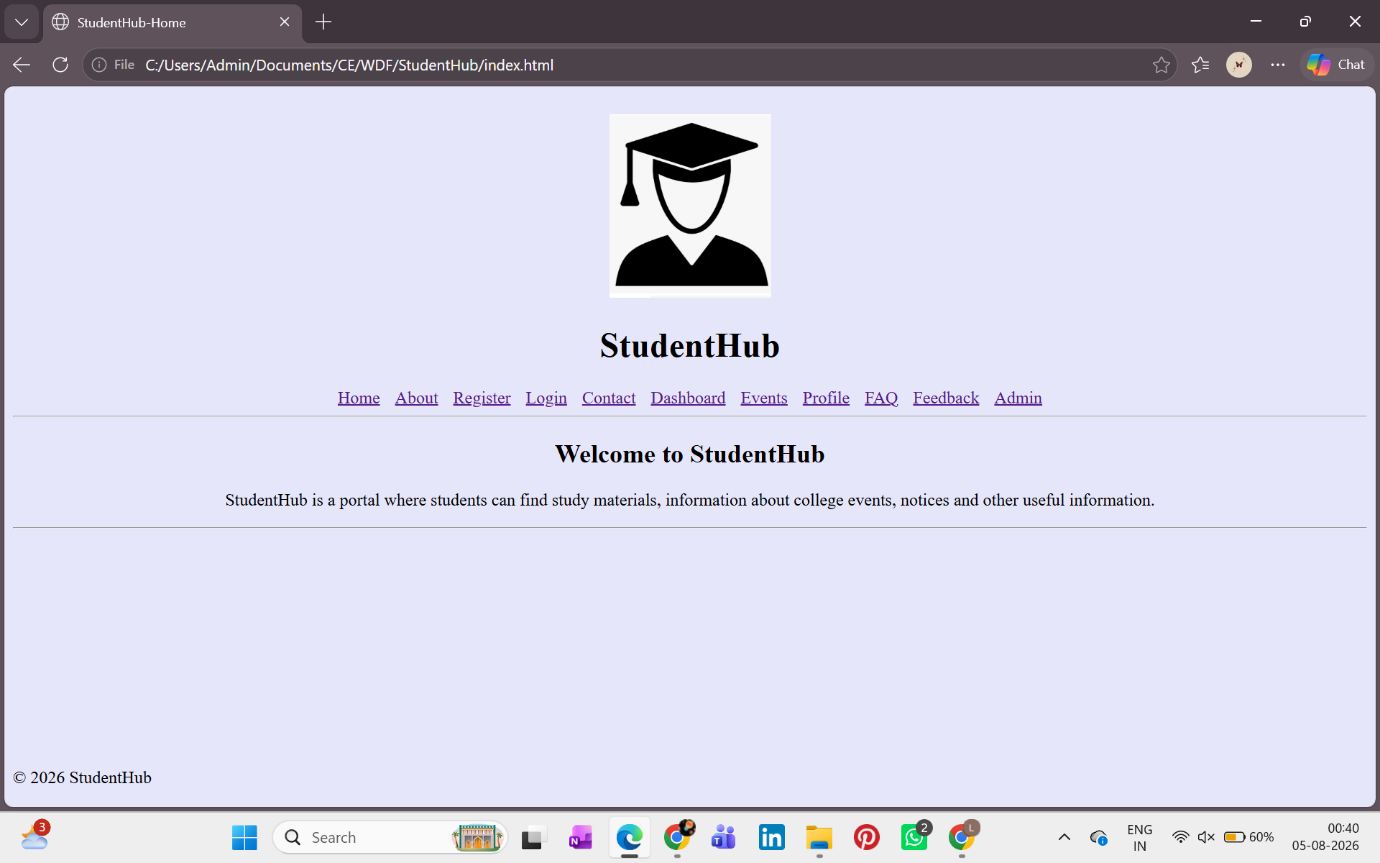 StudentHub-Home
File C:/Users/Admin/Documents/CE/WDF/StudentHub/index.html
Chat
StudentHub
Home About Register Login Contact Dashboard Events Profile FAQ Feedback Admin
Welcome to StudentHub
StudentHub is a portal where students can find study materials, information about college events, notices and other useful information.
© 2026 StudentHub
3
Search
N
T
in
2
L
ENG
IN
60%
00:40
05-08-2026